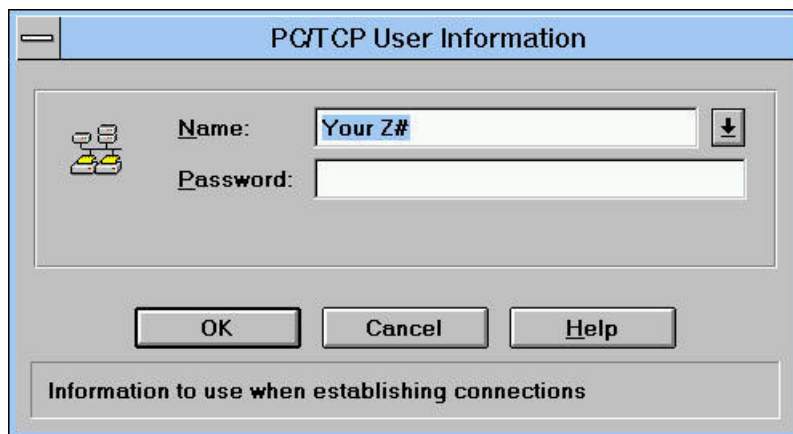 PC/TCP User Information
Name: Your Z#
Password:
OK Cancel Help
Information to use when establishing connections